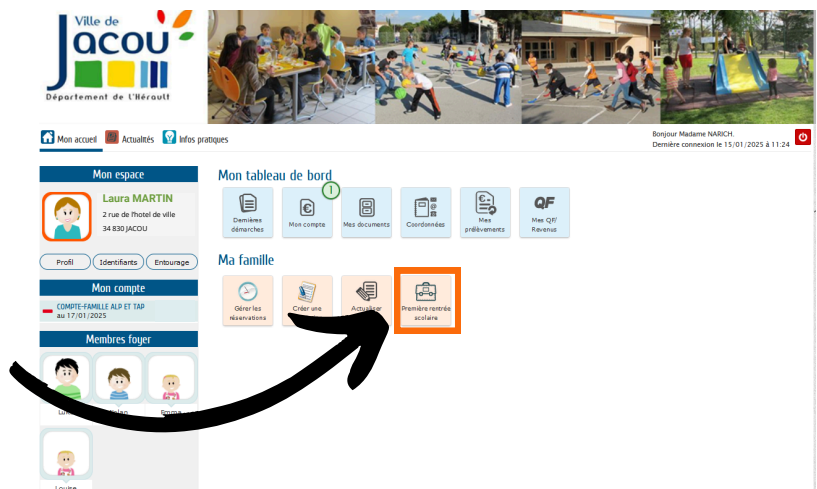 Ville de
Jacou
Département de l'Hérault
Mon accueil
Actualités
Infos pratiques
Bonjour Madame NARICH.
Dernière connexion le 15/01/2025 à 11:24
Mon espace
Laura MARTIN
2 rue de l'hotel de ville
34 830 JACOU
Profil
Identifiants
Entourage
Mon compte
COMPTE-FAMILLE ALP ET TAP
au 17/01/2025
Membres foyer
Emma
Louise
Mon tableau de bord
1
Dernières
démarches
Mon compte
Mes documents
Coordonnées
Mes
prélèvements
QF
Mes QF/
Revenus
Ma famille
Gérer les
réservations
Créer une
Actualiser
Première rentrée
scolaire